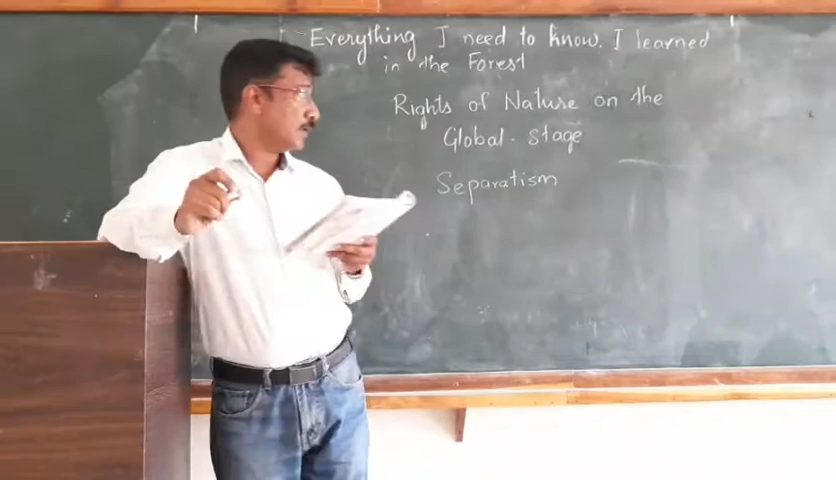 Everything I need to know. I learned
in the Forest
Rights of Nature on the
Global. Stage
Separatism